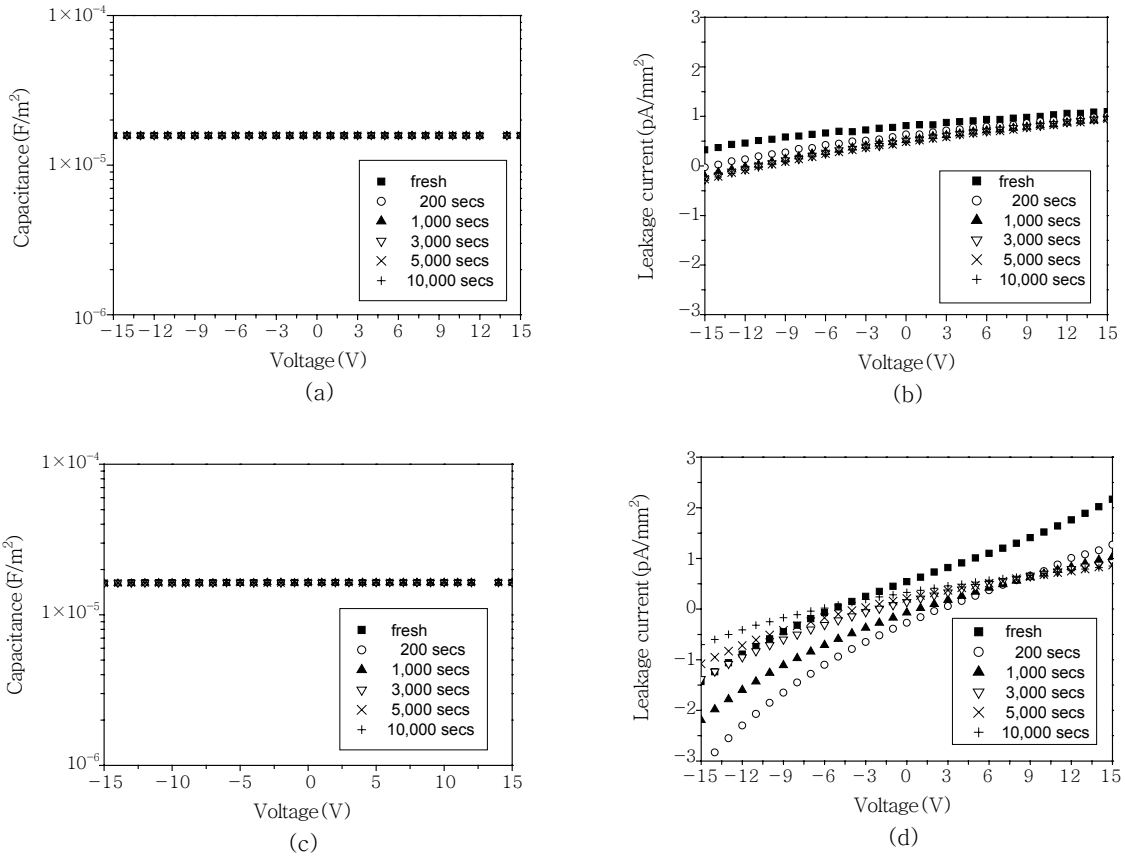 1×10⁻⁴
1×10⁻⁵
10⁻⁶
Capacitance (F/m²)
fresh
200 secs
1,000 secs
3,000 secs
5,000 secs
10,000 secs
−15 −12 −9 −6 −3 0 3 6 9 12 15
Voltage (V)
(a)
3
2
1
0
−1
−2
−3
Leakage current (pA/mm²)
fresh
200 secs
1,000 secs
3,000 secs
5,000 secs
10,000 secs
−15 −12 −9 −6 −3 0 3 6 9 12 15
Voltage (V)
(b)
1×10⁻⁴
1×10⁻⁵
10⁻⁶
Capacitance (F/m²)
fresh
200 secs
1,000 secs
3,000 secs
5,000 secs
10,000 secs
−15 −10 −5 0 5 10 15
Voltage (V)
(c)
3
2
1
0
−1
−2
−3
Leakage current (pA/mm²)
fresh
200 secs
1,000 secs
3,000 secs
5,000 secs
10,000 secs
−15 −12 −9 −6 −3 0 3 6 9 12 15
Voltage (V)
(d)